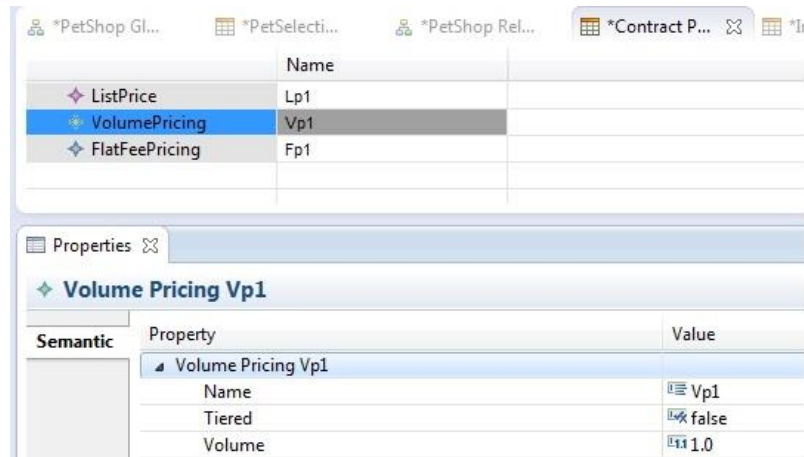 *PetShop Gl... *PetSelecti... *PetShop Rel... *Contract P... *I
Name
ListPrice Lp1
VolumePricing Vp1
FlatFeePricing Fp1
Properties
Volume Pricing Vp1
Semantic Property Value
Volume Pricing Vp1
Name Vp1
Tiered false
Volume 1.0